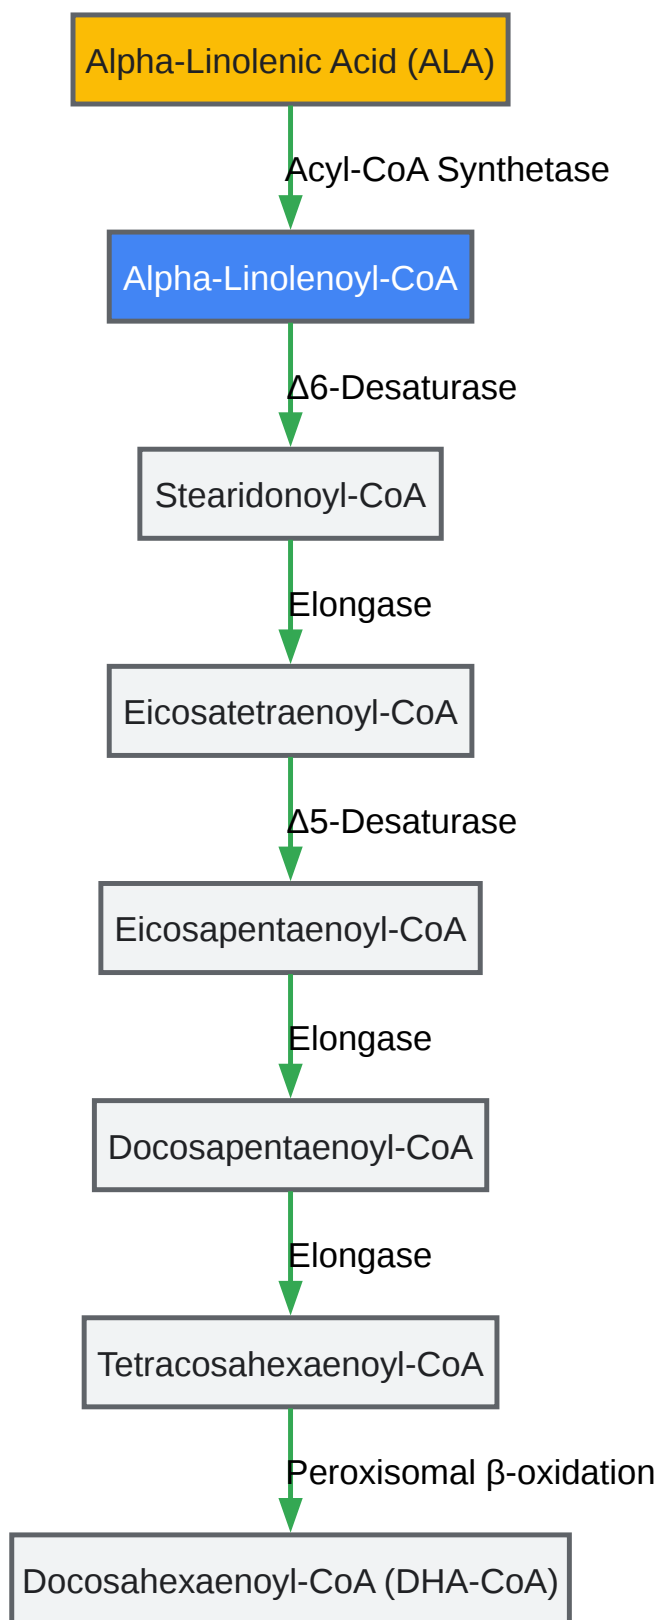 Alpha-Linolenic Acid (ALA)
Acyl-CoA Synthetase
Alpha-Linolenoyl-CoA
Δ6-Desaturase
Stearidonoyl-CoA
Elongase
Eicosatetraenoyl-CoA
Δ5-Desaturase
Eicosapentaenoyl-CoA
Elongase
Docosapentaenoyl-CoA
Elongase
Tetracosahexaenoyl-CoA
Peroxisomal β-oxidation
Docosahexaenoyl-CoA (DHA-CoA)